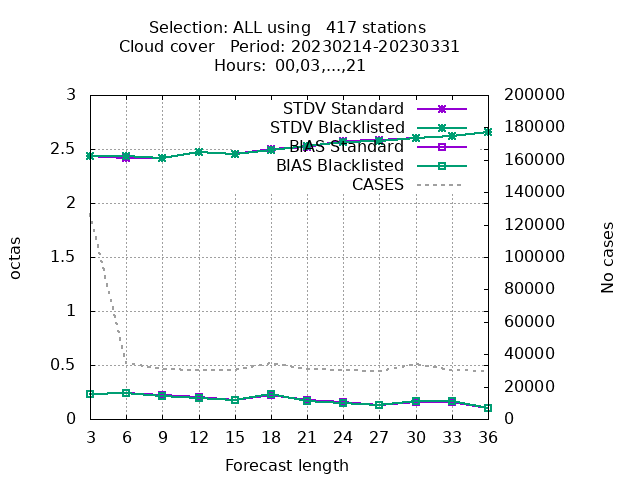 Selection: ALL using   417 stations
Cloud cover   Period: 20230214-20230331
Hours: 00,03,...,21
3
2.5
2
1.5
1
0.5
0
octas
200000
180000
160000
140000
120000
100000
80000
60000
40000
20000
0
No cases
STDV Standard
STDV Blacklisted
BIAS Standard
BIAS Blacklisted
CASES
3 6 9 12 15 18 21 24 27 30 33 36
Forecast length